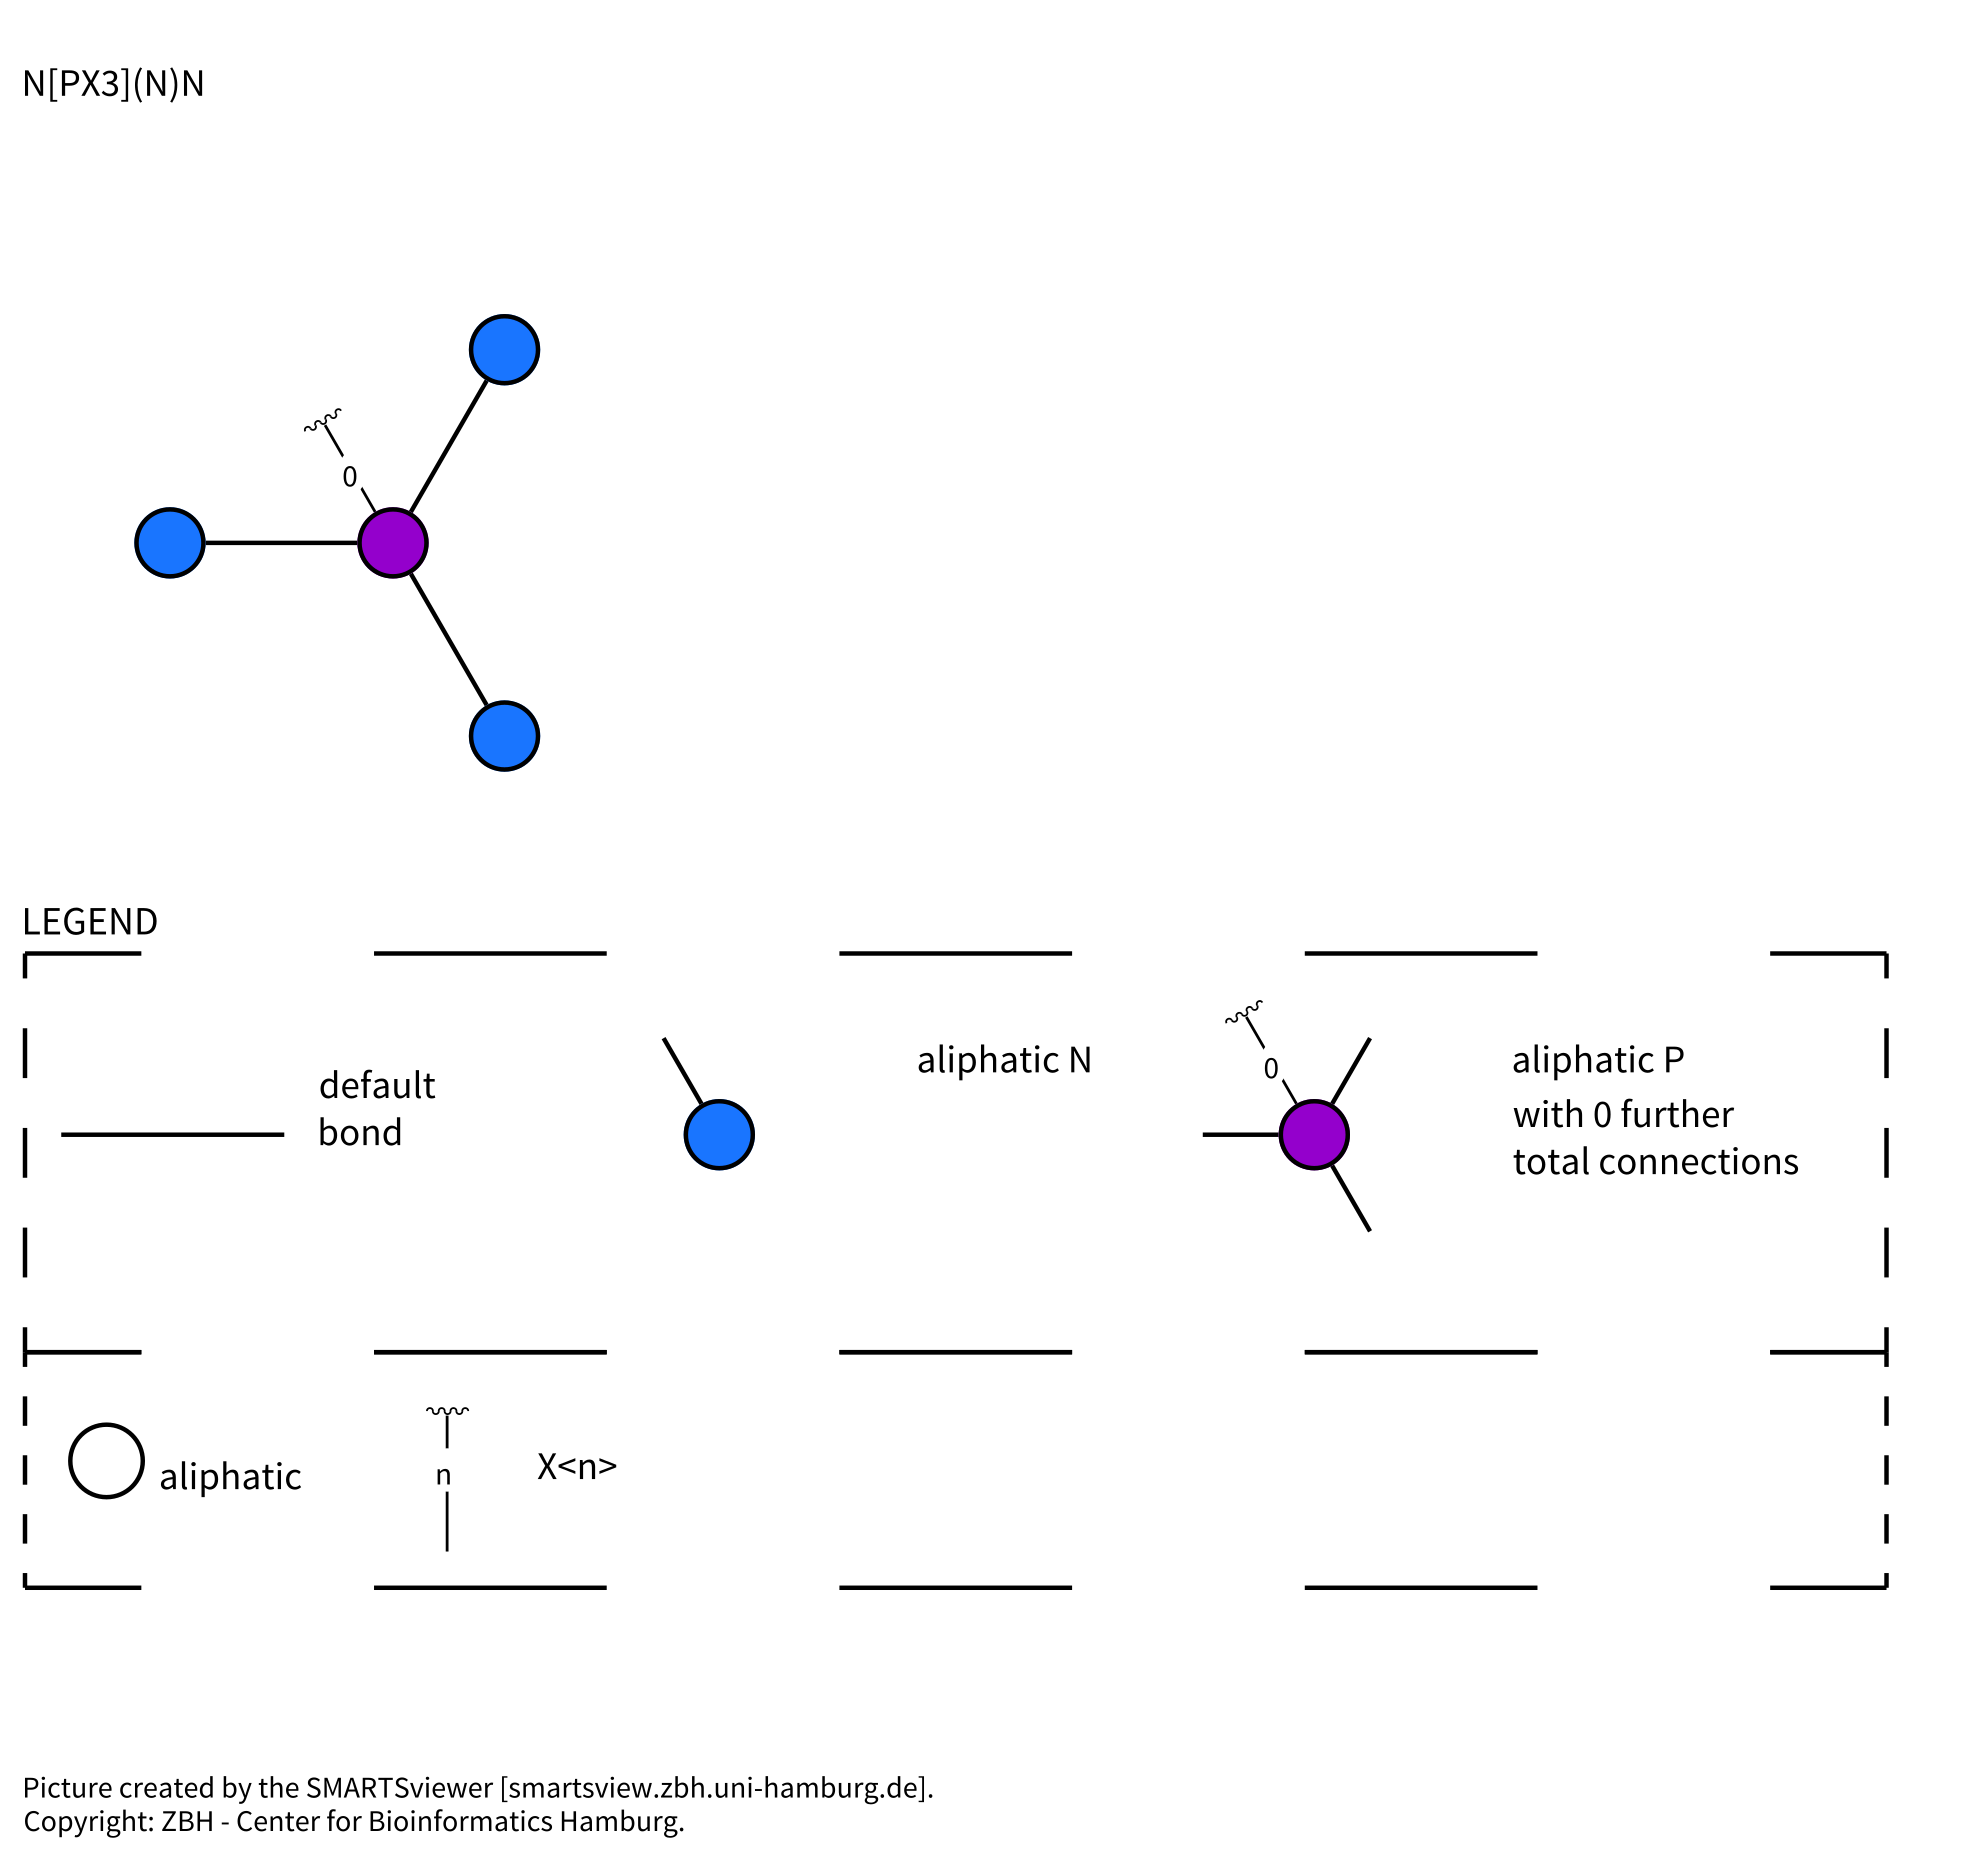 N[PX3](N)N
0
LEGEND
default
bond
aliphatic N
0
aliphatic P
with 0 further
total connections
aliphatic
n
X<n>
Picture created by the SMARTSviewer [smartsview.zbh.uni-hamburg.de].
Copyright: ZBH - Center for Bioinformatics Hamburg.